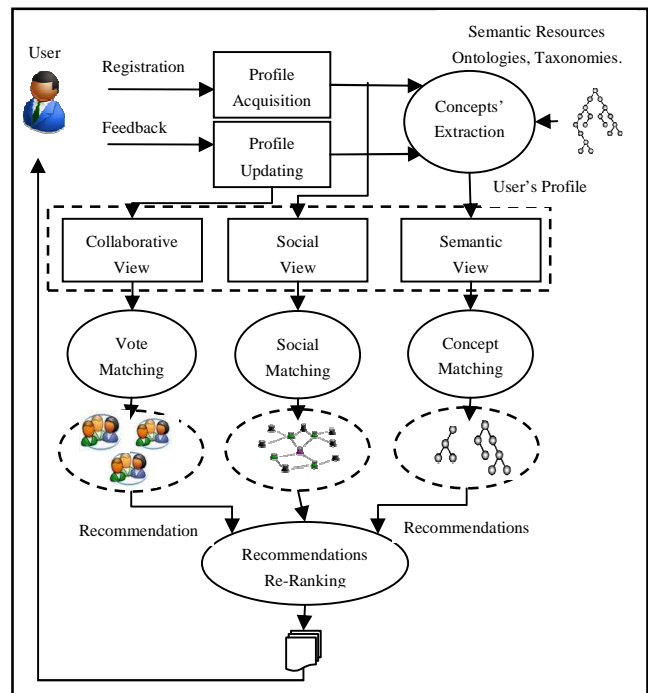 Semantic Resources
Ontologies, Taxonomies.
User
Registration
Profile
Acquisition
Concepts’
Extraction
Feedback
Profile
Updating
User’s Profile
Collaborative
View
Social
View
Semantic
View
Vote
Matching
Social
Matching
Concept
Matching
Recommendation
Recommendations
Recommendations
Re-Ranking